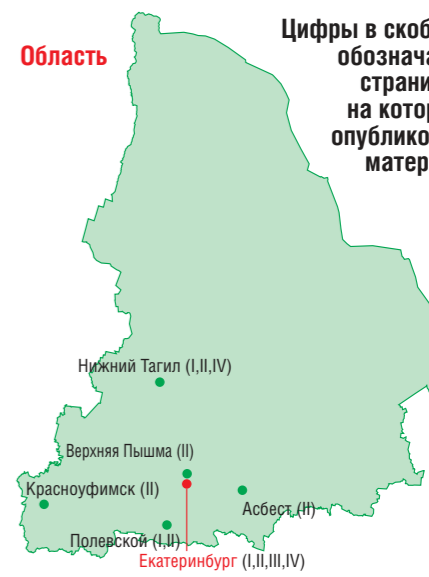 Область
Цифры в скоб
обознача
страни
на котор
опублико
матер
Нижний Тагил (I,II,IV)
Верхняя Пышма (II)
Красноуфимск (II)
Асбест (II)
Полевской (I,II)
Екатеринбург (I,II,III,IV)